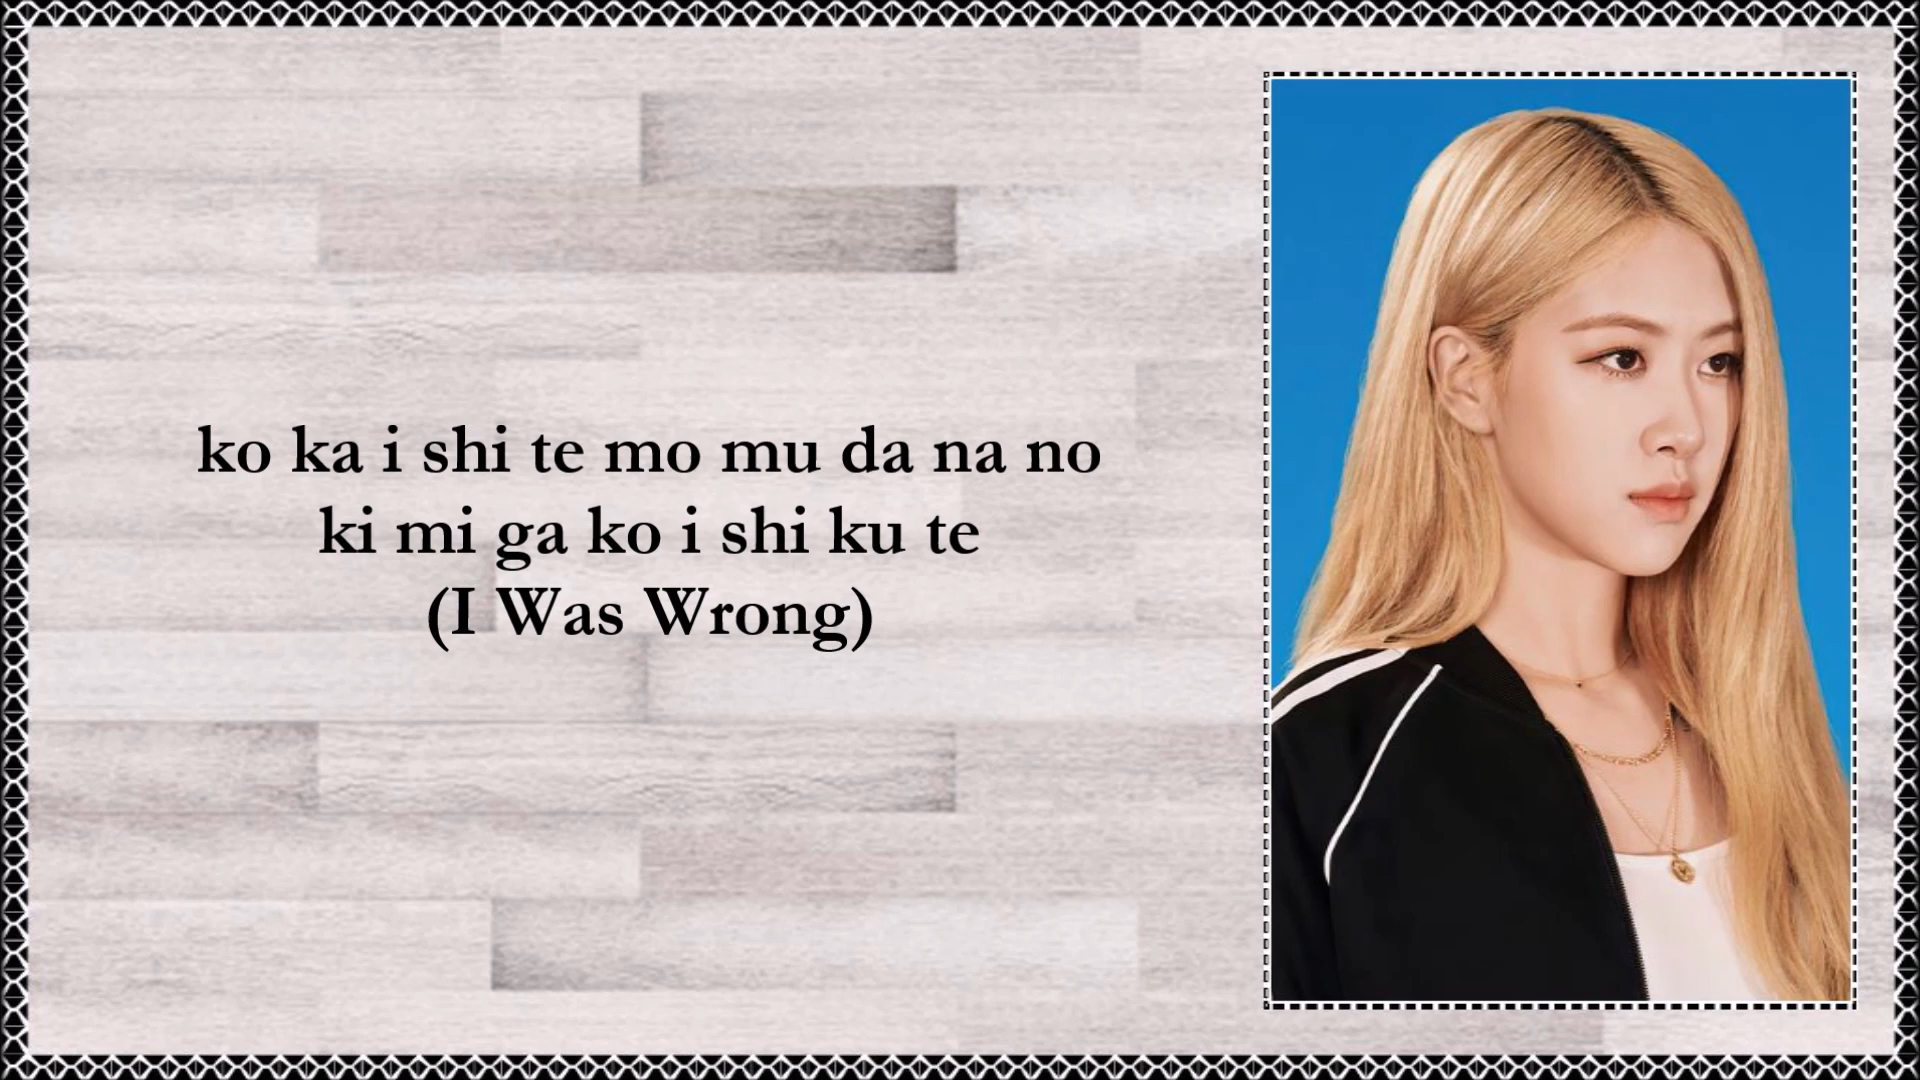 ko ka i shi te mo mu da na no
ki mi ga ko i shi ku te
(I Was Wrong)